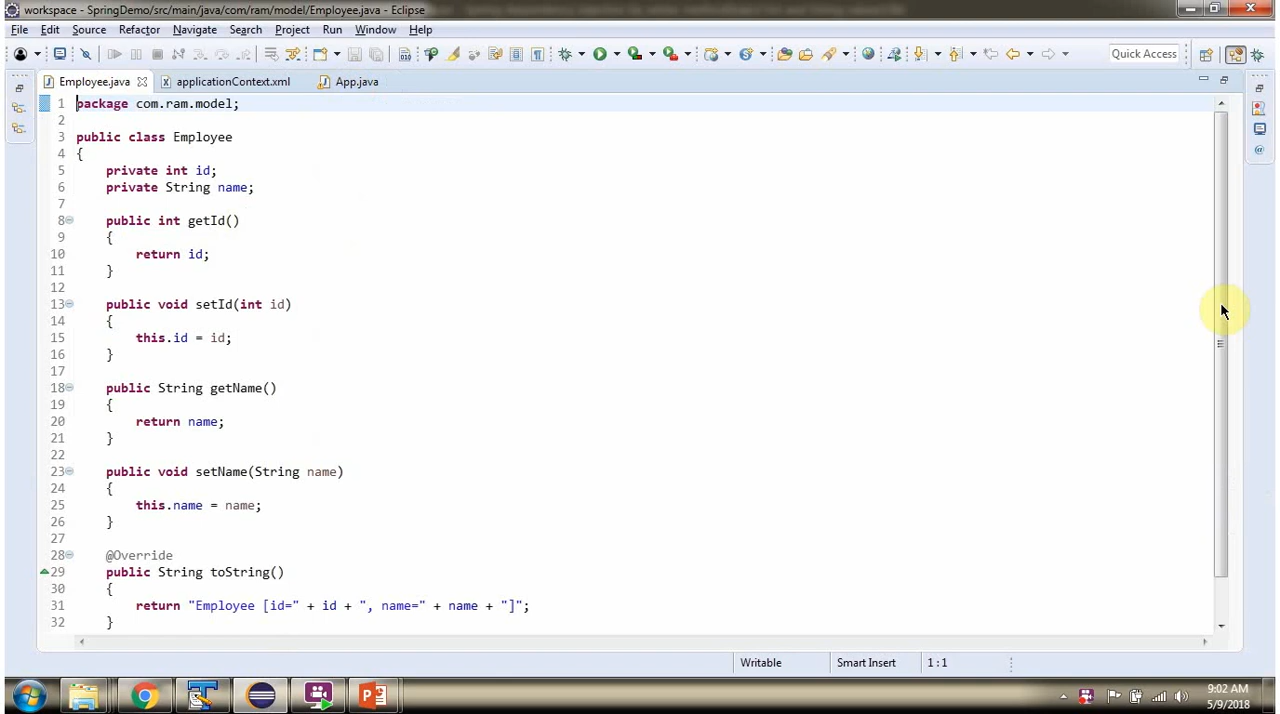 workspace - SpringDemo/src/main/java/com/ram/model/Employee.java - Eclipse
File Edit Source Refactor Navigate Search Project Run Window Help
Quick Access
Employee.java applicationContext.xml App.java
1 package com.ram.model;
2
3 public class Employee
4 {
5 private int id;
6 private String name;
7
8 public int getId()
9 {
10 return id;
11 }
12
13 public void setId(int id)
14 {
15 this.id = id;
16 }
17
18 public String getName()
19 {
20 return name;
21 }
22
23 public void setName(String name)
24 {
25 this.name = name;
26 }
27
28 @Override
29 public String toString()
30 {
31 return "Employee [id=" + id + ", name=" + name + "]";
32 }
Writable Smart Insert 1 : 1
9:02 AM
5/9/2018